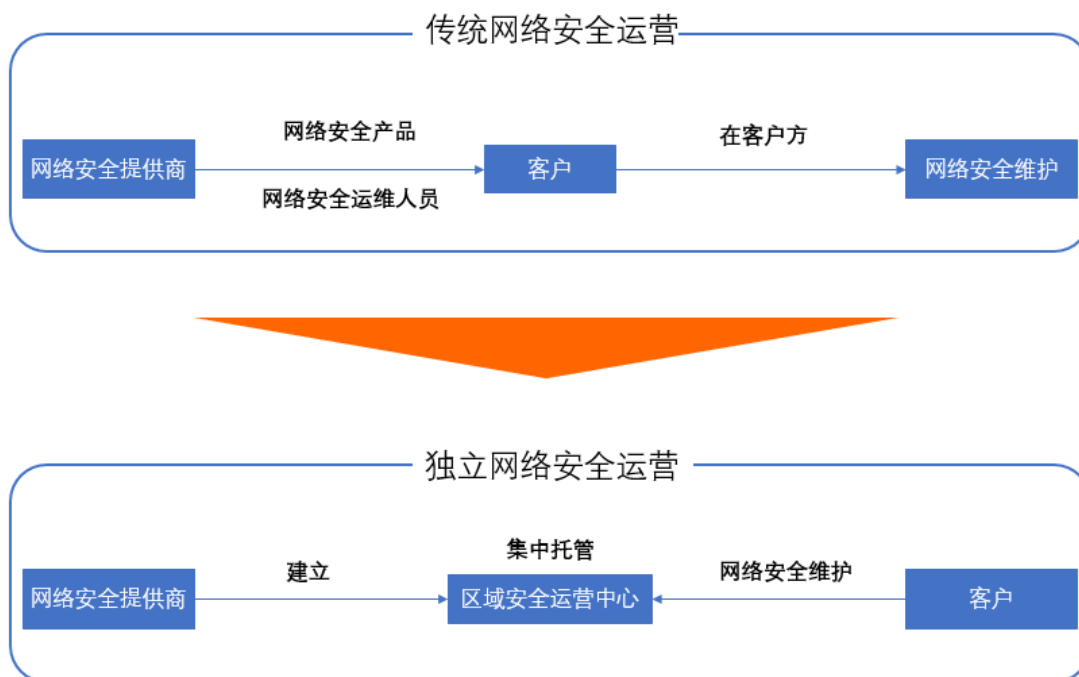 传统网络安全运营
网络安全产品
在客户方
网络安全提供商
客户
网络安全维护
网络安全运维人员
独立网络安全运营
集中托管
建立
网络安全维护
网络安全提供商
区域安全运营中心
客户